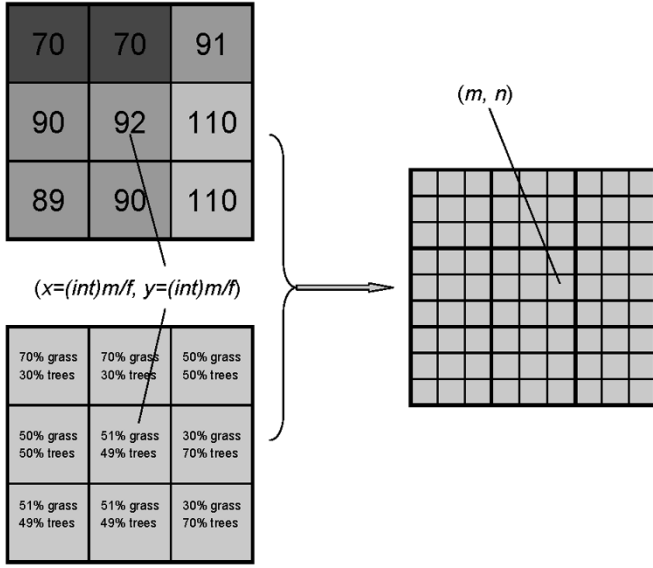 70 70 91
90 92 110
89 90 110
(m, n)
(x=(int)m/f, y=(int)m/f)
70% grass 70% grass 50% grass
30% trees 30% trees 50% trees
50% grass 51% grass 30% grass
50% trees 49% trees 70% trees
51% grass 51% grass 30% grass
49% trees 49% trees 70% trees